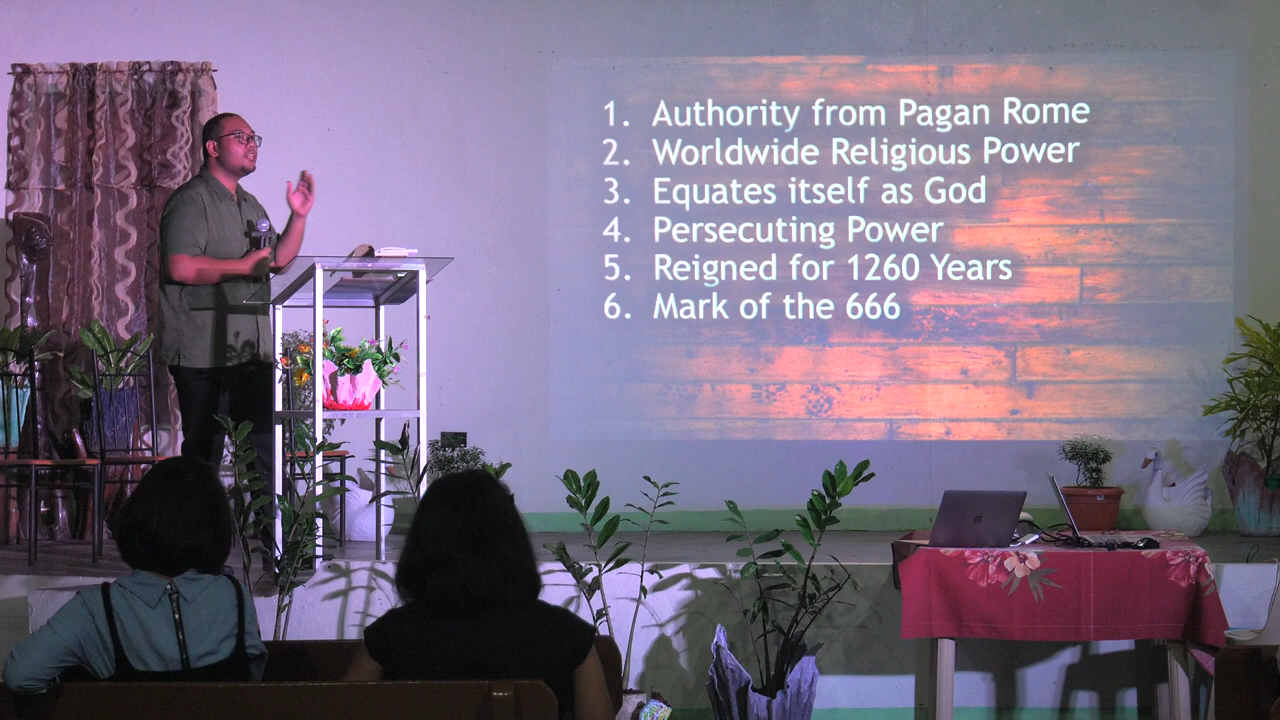 1. Authority from Pagan Rome
2. Worldwide Religious Power
3. Equates itself as God
4. Persecuting Power
5. Reigned for 1260 Years
6. Mark of the 666